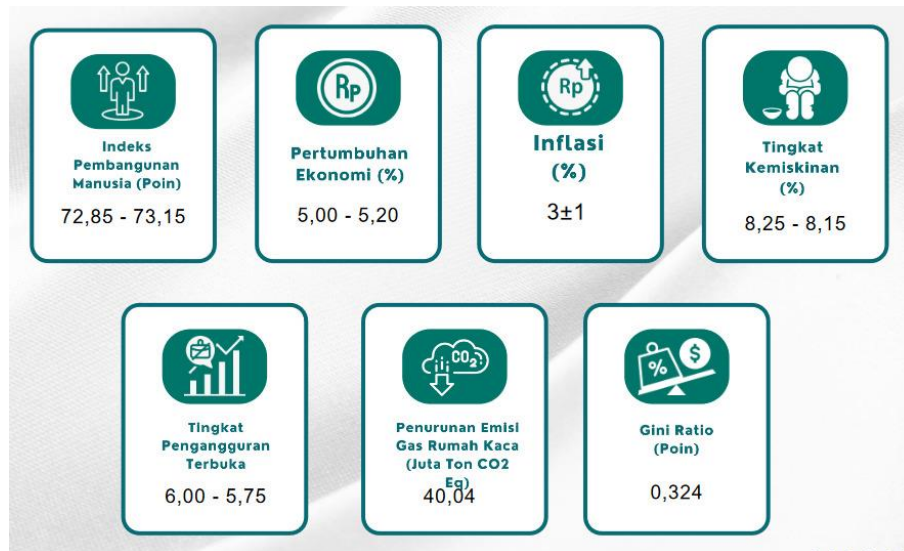 Rp
Rp
Indeks
Pembangunan
Manusia (Poin)
72,85 - 73,15
Pertumbuhan
Ekonomi (%)
5,00 - 5,20
Inflasi
(%)
3±1
Tingkat
Kemiskinan
(%)
8,25 - 8,15
CO2
% $
Tingkat
Pengangguran
Terbuka
6,00 - 5,75
Penurunan Emisi
Gas Rumah Kaca
(Juta Ton CO2
Eq)
40,04
Gini Ratio
(Poin)
0,324